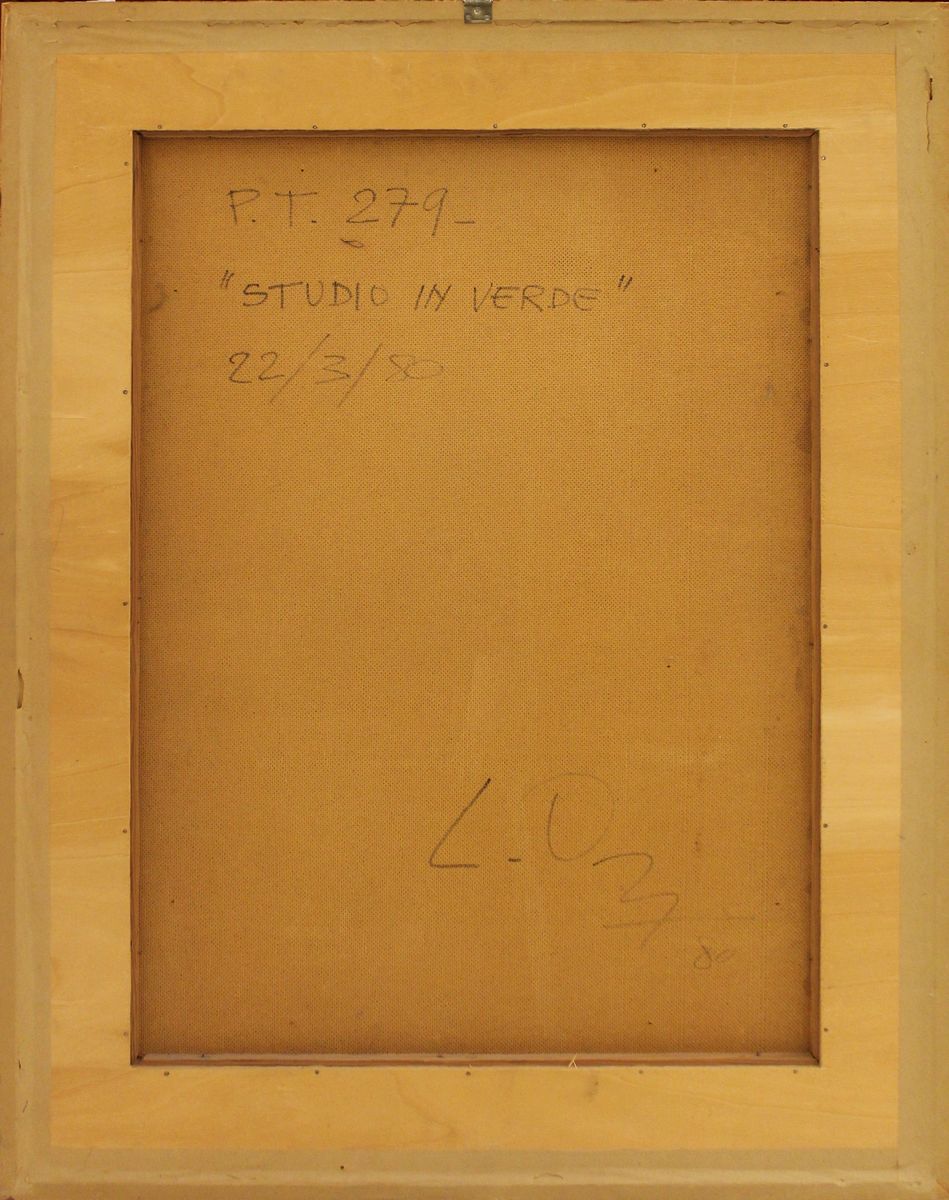 P.T. 279-
"STUDIO IN VERDE"
22/3/80
80